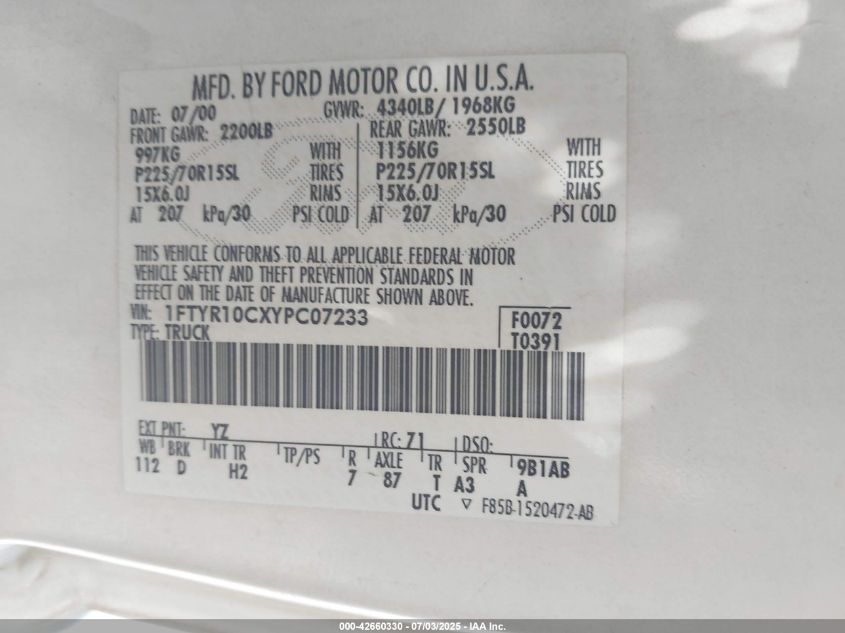 MFD. BY FORD MOTOR CO. IN U.S.A.
DATE: 07/00 GVWR: 4340LB/ 1968KG
FRONT GAWR: 2200LB REAR GAWR: 2550LB
997KG WITH 1156KG WITH
P225/70R15SL TIRES P225/70R15SL TIRES
15X6.0J RIMS 15X6.0J RIMS
AT 207 kPa/30 PSI COLD AT 207 kPa/30 PSI COLD
THIS VEHICLE CONFORMS TO ALL APPLICABLE FEDERAL MOTOR
VEHICLE SAFETY AND THEFT PREVENTION STANDARDS IN
EFFECT ON THE DATE OF MANUFACTURE SHOWN ABOVE.
VIN: 1FTYR10CXYPC07233 F0072
TYPE: TRUCK T0391
EXT PNT: YZ RC: 71 DSO:
WB BRK INT TR TP/PS R AXLE TR SPR 9B1AB
112 D H2 7 87 T A3 A
UTC ▽ F85B-1520472-AB
000-42660330 - 07/03/2025 - IAA Inc.